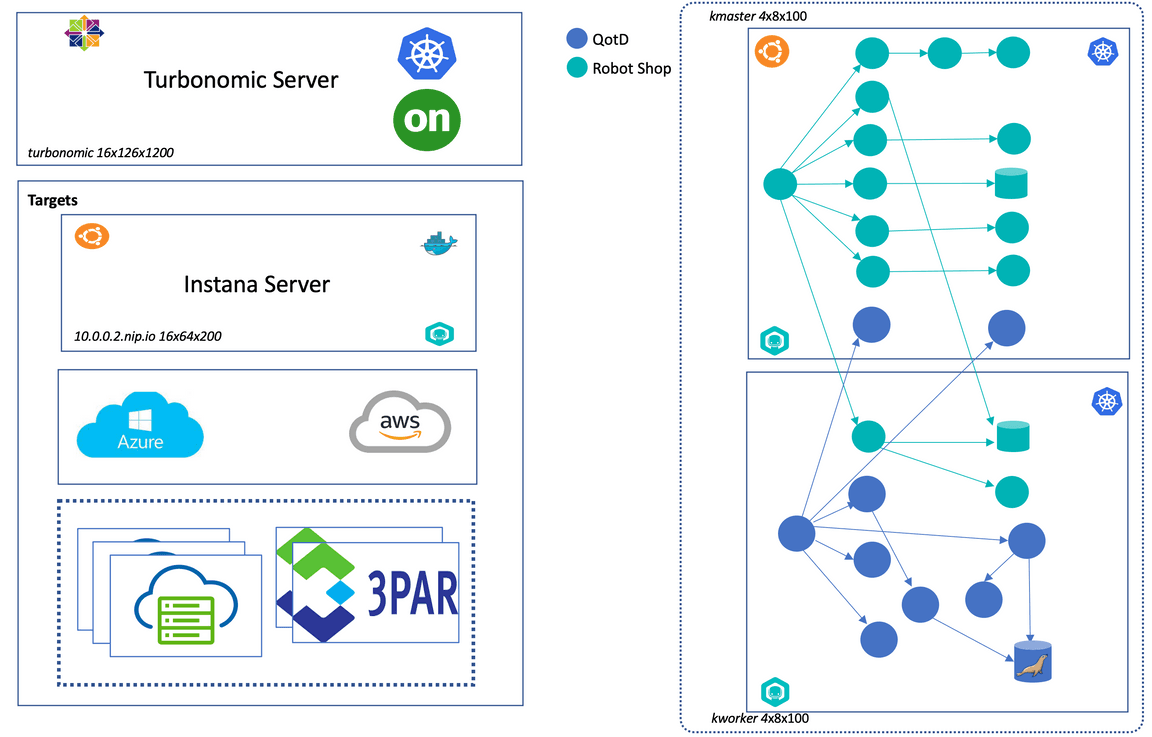 Turbonomic Server
on
turbonomic 16x126x1200
Targets
Instana Server
10.0.0.2.nip.io 16x64x200
Azure
aws
3PAR
QotD
Robot Shop
kmaster 4x8x100
kworker 4x8x100